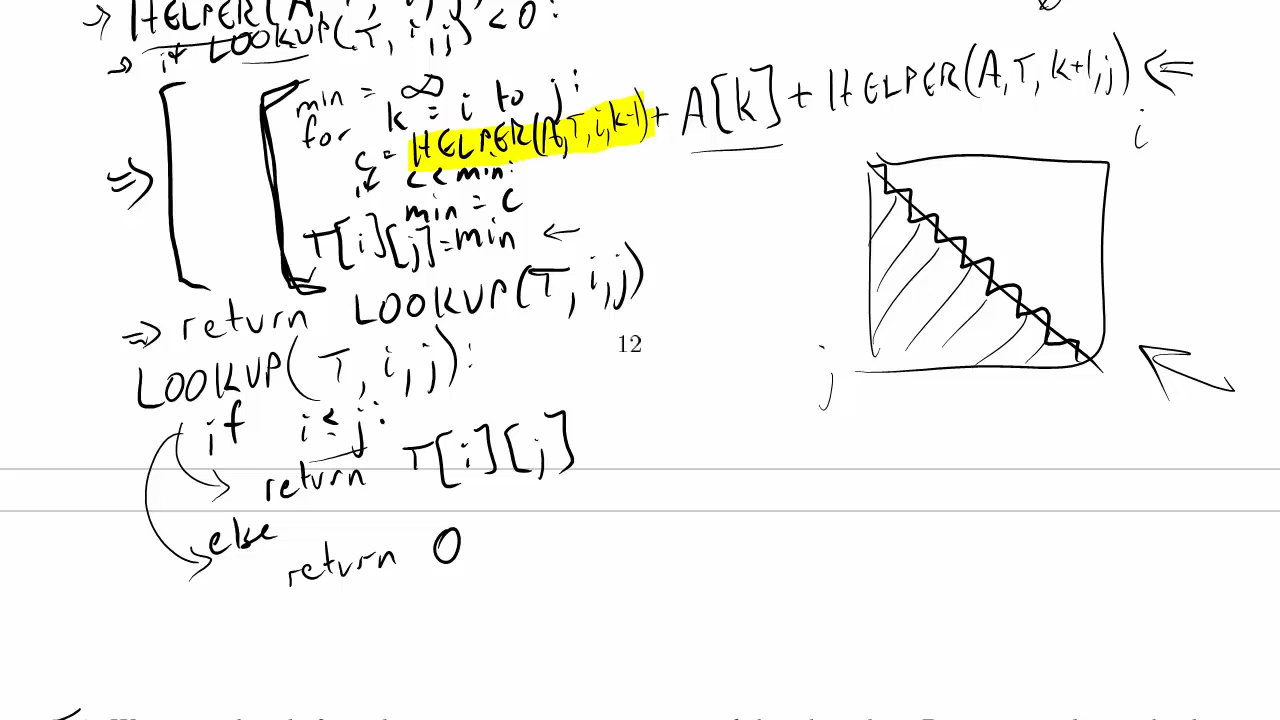 → HELPER(A, T, i, j)
→ if LOOKUP(T, i, j) < 0:
min = ∞
for k = i to j:
c = HELPER(A,T,i,k-1) + A[k] + HELPER(A,T,k+1,j) ⇐
if c < min:
min = c
T[i][j] = min ←
⇒ return LOOKUP(T, i, j)
LOOKUP(T, i, j):
if i ≤ j:
return T[i][j]
else
return 0
i
j
12